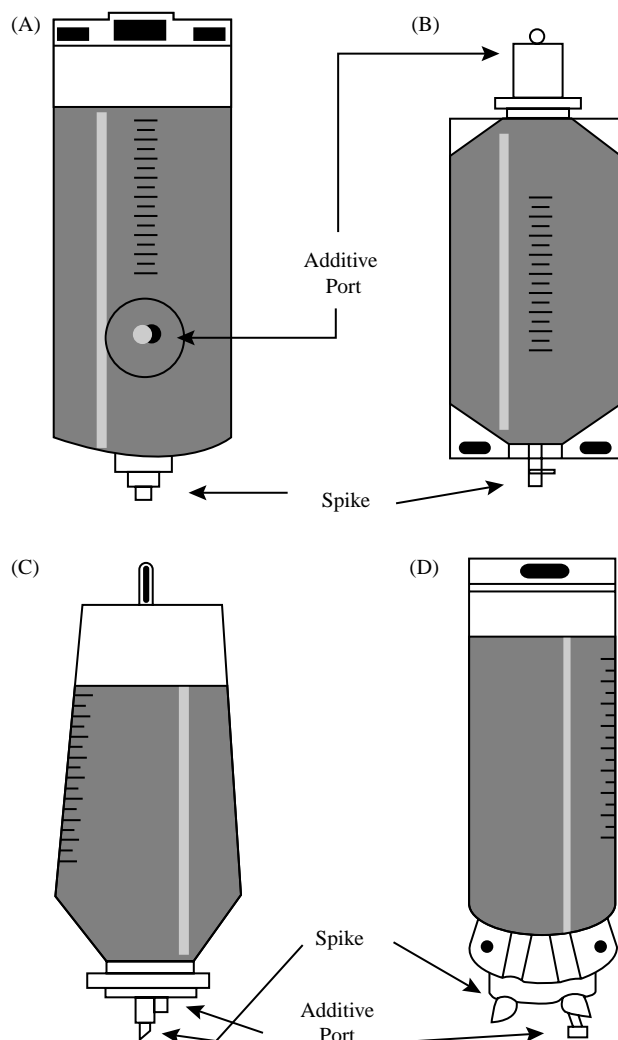 (A)
(B)
Additive
Port
Spike
(C)
(D)
Spike
Additive
Port